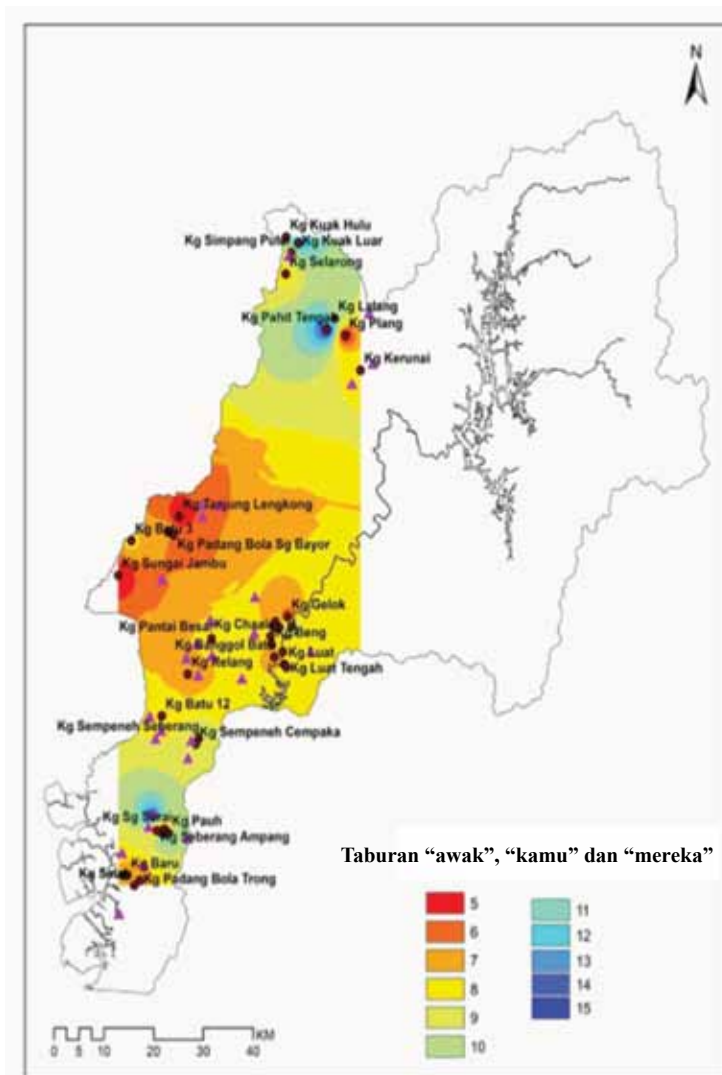 N
Kg Kuak Hulu
Kg Simpang
Kg Kuak Luar
Kg Selarong
Kg Lalang
Kg Pahit Tengah
Kg Plang
Kg Kerunai
Kg Tanjung Lengkong
Kg Batu 3
Kg Padang Bola Sg Bayor
Kg Sungai Jambu
Kg Gelok
Kg Pantai Besar
Kg
Kg Luat
Kg Kelang
Kg Luat Tengah
Kg Batu 12
Kg Sempeneh Seberang
Kg Sempeneh Cempaka
Kg Sg
Kg Pauh
Kg Seberang Ampang
Kg Baru
Kg
Kg Padang Bola Trong
Taburan “awak”, “kamu” dan “mereka”
5
6
7
8
9
10
11
12
13
14
15
KM
0 5 10 20 30 40